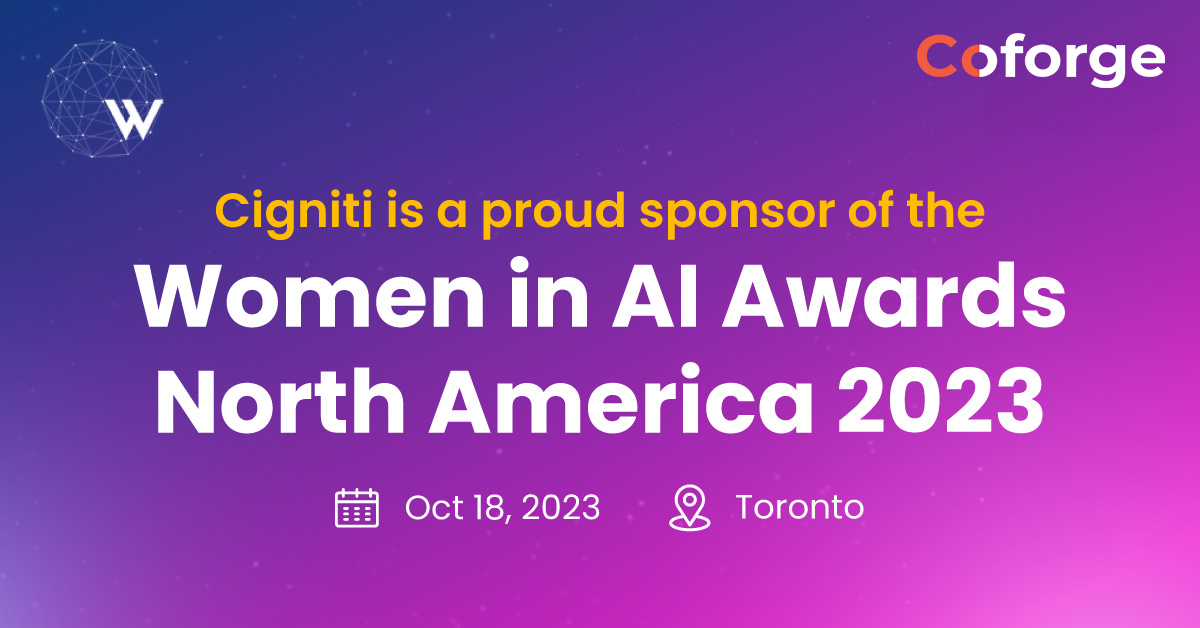 W
Coforge
Cigniti is a proud sponsor of the
Women in AI Awards
North America 2023
Oct 18, 2023
Toronto